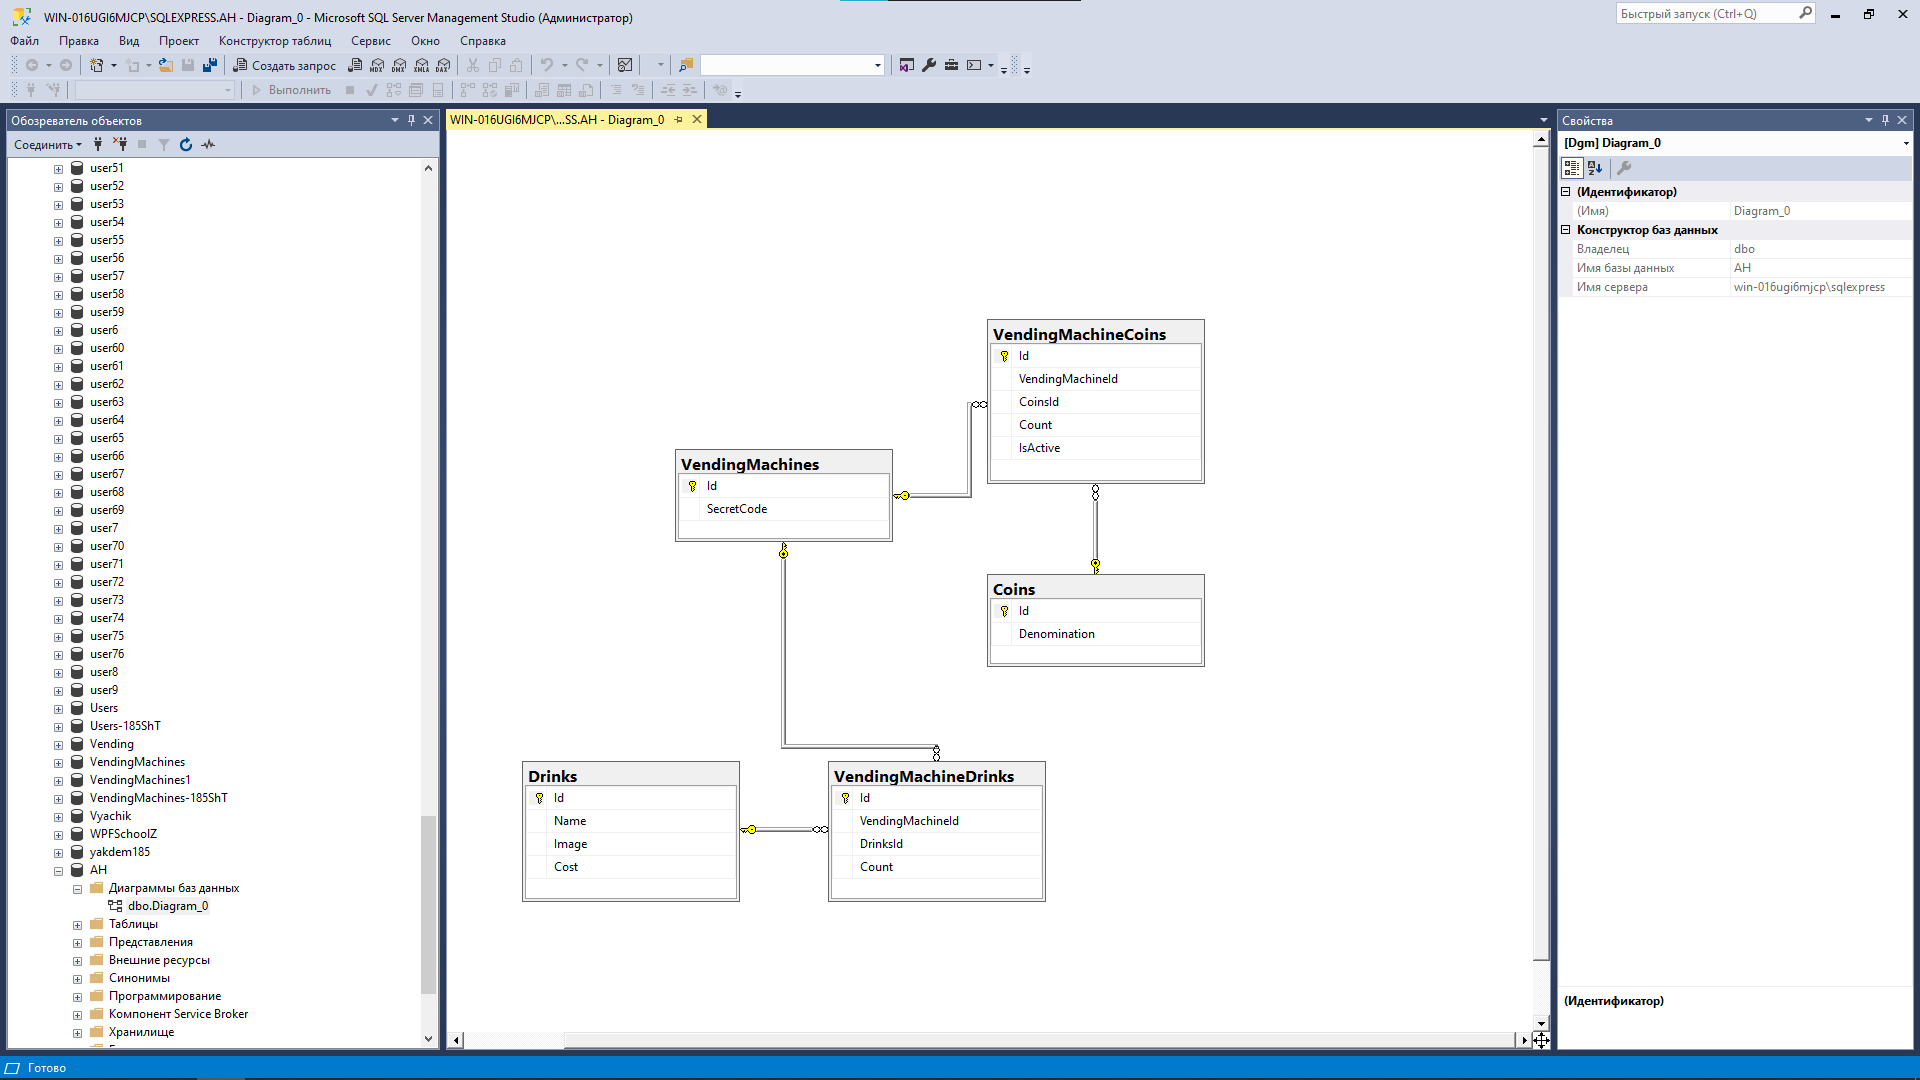 WIN-016UGI6MJCP\SQLEXPRESS.AH - Diagram_0 - Microsoft SQL Server Management Studio (Администратор)
Быстрый запуск (Ctrl+Q)
Файл Правка Вид Проект Конструктор таблиц Сервис Окно Справка
Создать запрос MDX DMX XMLA DAX
Выполнить
Обозреватель объектов
Соединить
user51
user52
user53
user54
user55
user56
user57
user58
user59
user6
user60
user61
user62
user63
user64
user65
user66
user67
user68
user69
user7
user70
user71
user72
user73
user74
user75
user76
user8
user9
Users
Users-185ShT
Vending
VendingMachines
VendingMachines1
VendingMachines-185ShT
Vyachik
WPFSchoolZ
yakdem185
AH
Диаграммы баз данных
dbo.Diagram_0
Таблицы
Представления
Внешние ресурсы
Синонимы
Программирование
Компонент Service Broker
Хранилище
WIN-016UGI6MJCP\...SS.AH - Diagram_0
VendingMachineCoins
Id
VendingMachineId
CoinsId
Count
IsActive
VendingMachines
Id
SecretCode
Coins
Id
Denomination
Drinks
Id
Name
Image
Cost
VendingMachineDrinks
Id
VendingMachineId
DrinksId
Count
Свойства
[Dgm] Diagram_0
(Идентификатор)
(Имя) Diagram_0
Конструктор баз данных
Владелец dbo
Имя базы данных AH
Имя сервера win-016ugi6mjcp\sqlexpress
(Идентификатор)
Готово